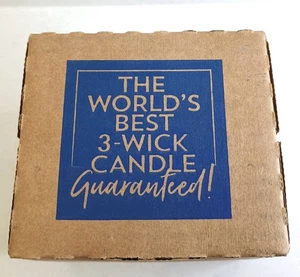 THE
WORLD'S
BEST
3-WICK
CANDLE
Guaranteed!